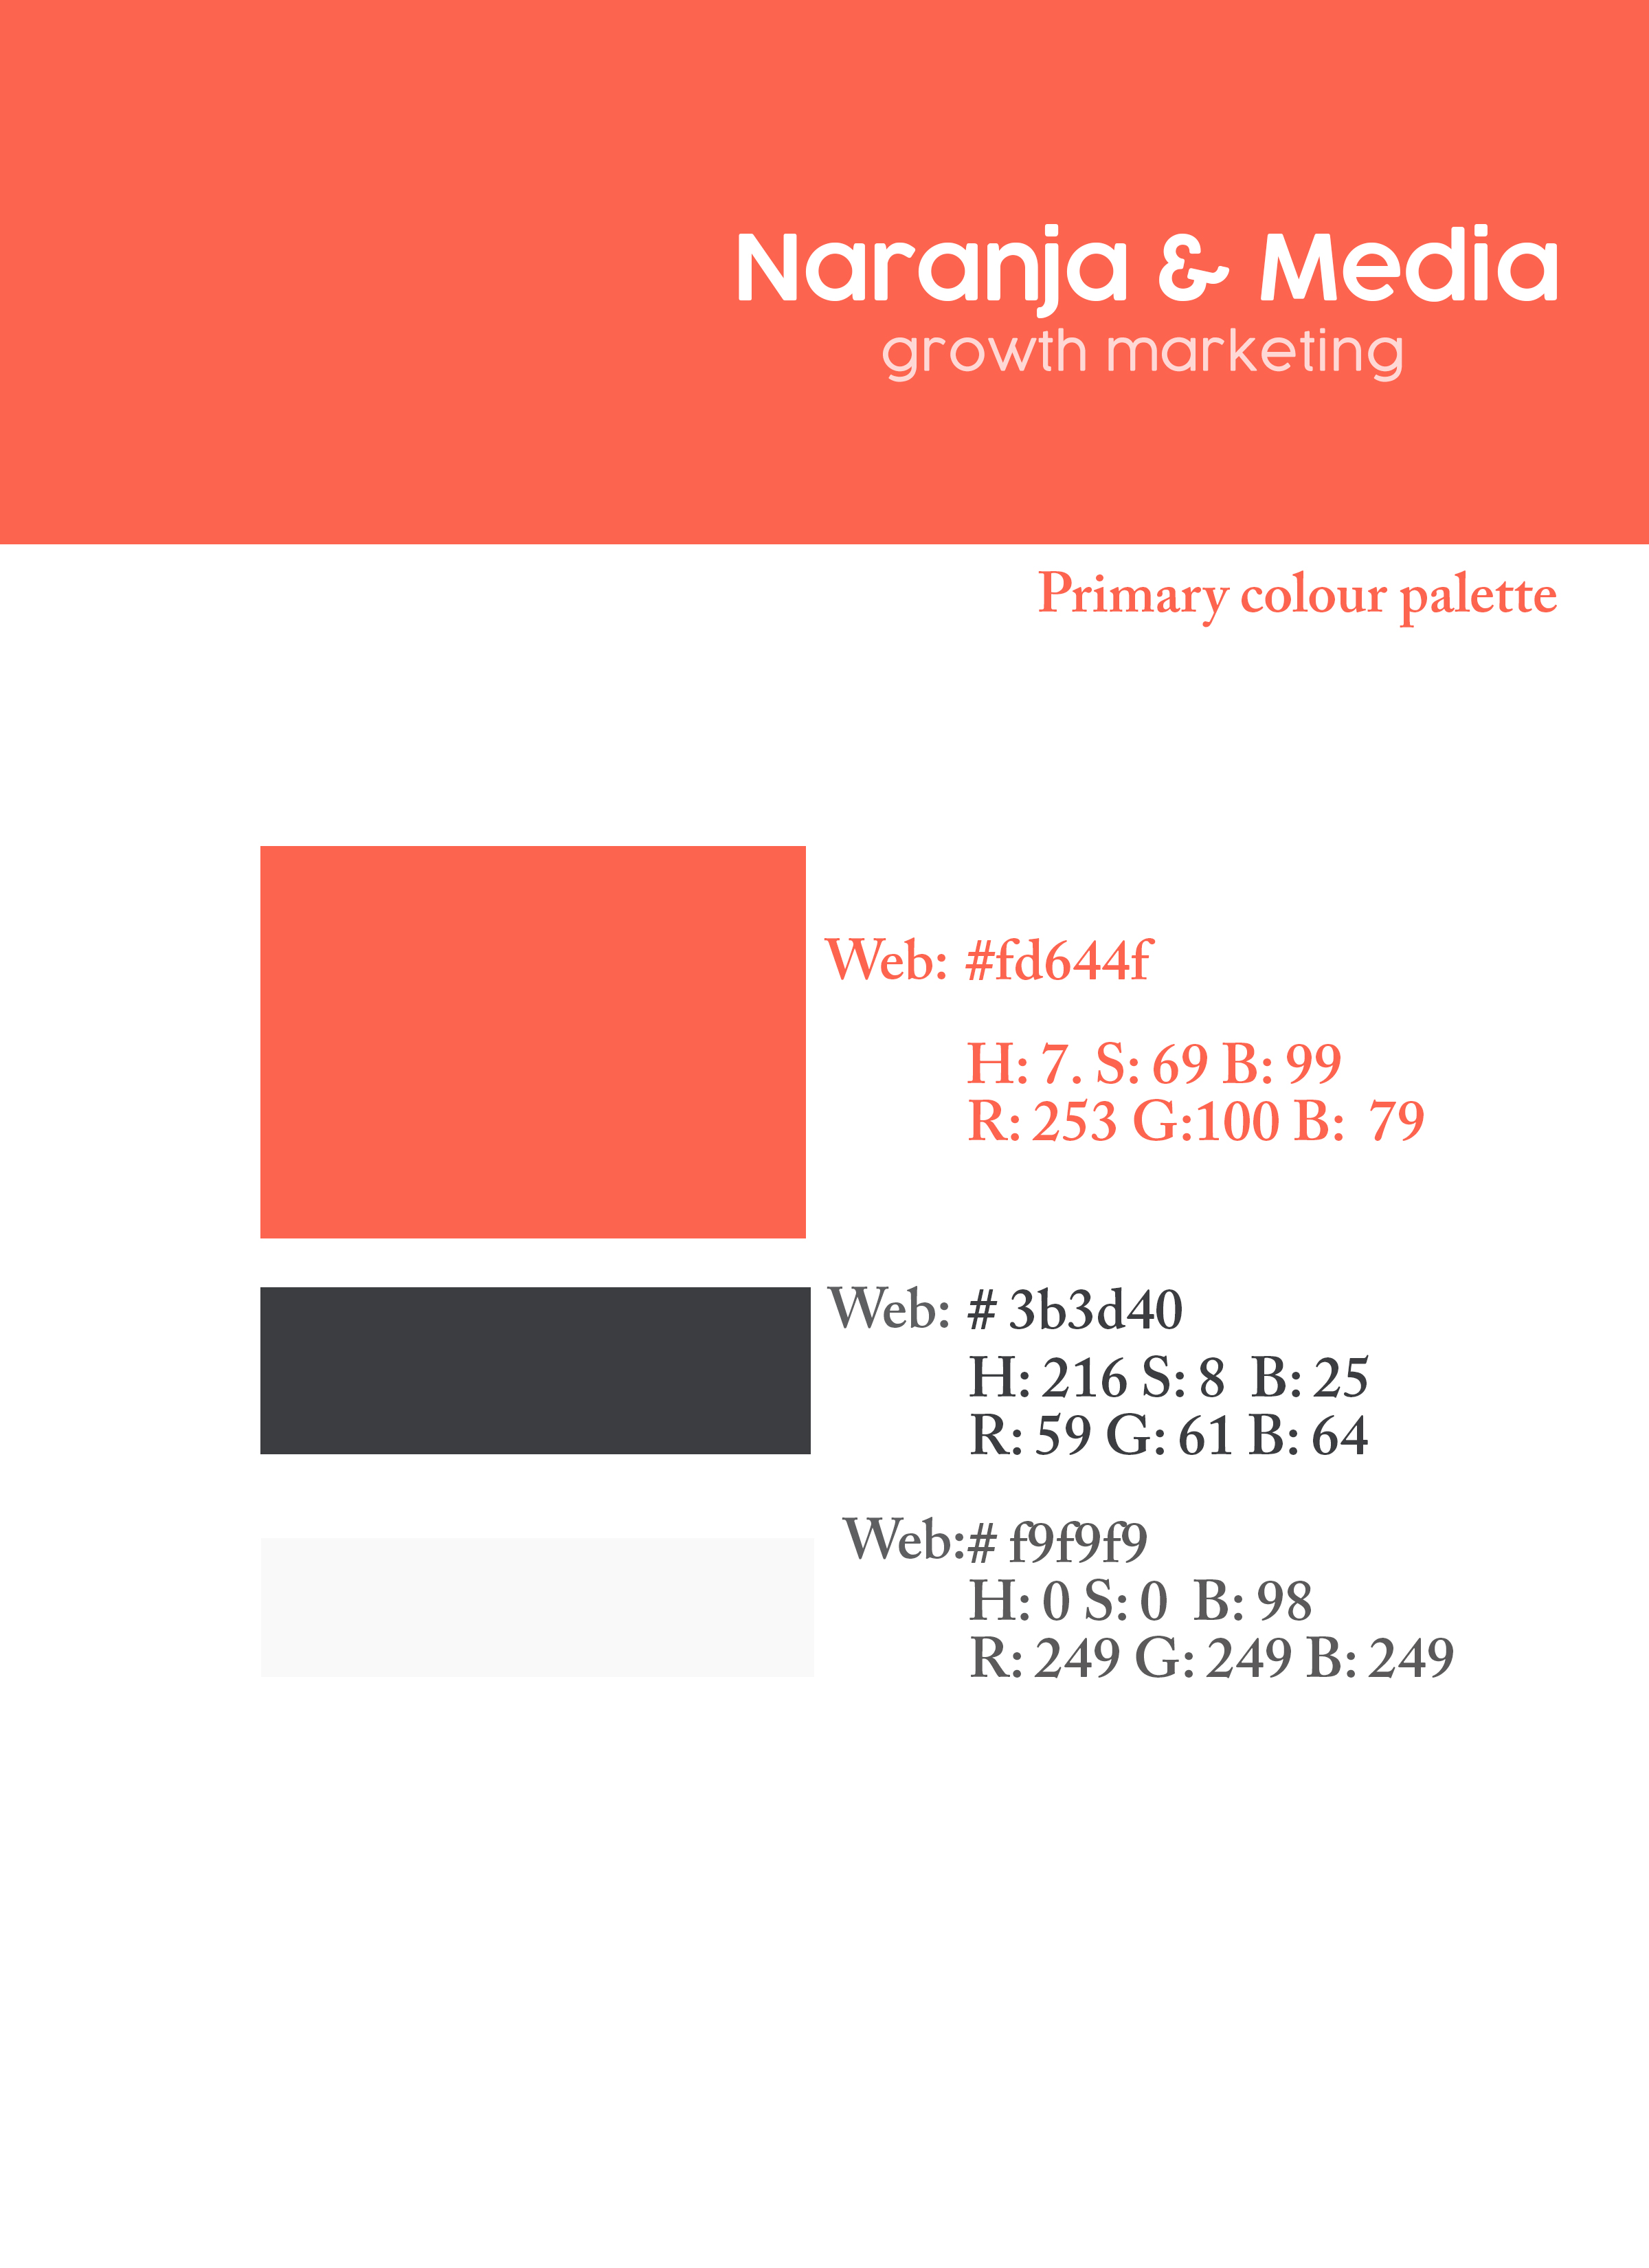 Naranja & Media
growth marketing
Primary colour palette
Web: #fd644f
H: 7. S: 69 B: 99
R: 253 G:100 B: 79
Web: # 3b3d40
H: 216 S: 8 B: 25
R: 59 G: 61 B: 64
Web:# f9f9f9
H: 0 S: 0 B: 98
R: 249 G: 249 B: 249